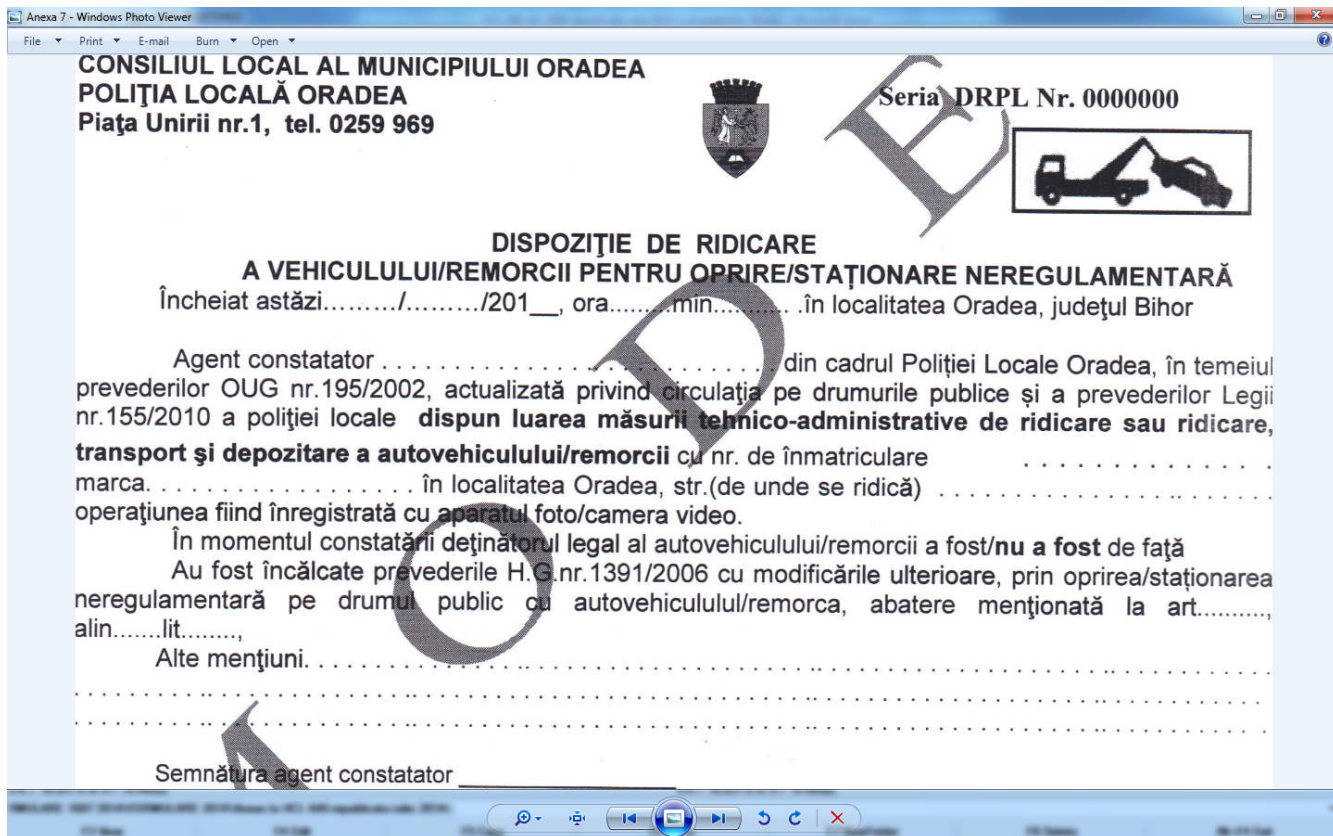 Anexa 7 - Windows Photo Viewer
File Print E-mail Burn Open
CONSILIUL LOCAL AL MUNICIPIULUI ORADEA
POLIŢIA LOCALĂ ORADEA
Piaţa Unirii nr.1, tel. 0259 969
Seria DRPL Nr. 0000000
DISPOZIŢIE DE RIDICARE
A VEHICULULUI/REMORCII PENTRU OPRIRE/STAȚIONARE NEREGULAMENTARĂ
Încheiat astăzi........./........./201__, ora.........min........... .în localitatea Oradea, judeţul Bihor
Agent constatator . . . . . . . . . . . . . . . . . . . . . . . . . . . . din cadrul Poliției Locale Oradea, în temeiul
prevederilor OUG nr.195/2002, actualizată privind circulaţia pe drumurile publice și a prevederilor Legii
nr.155/2010 a poliţiei locale dispun luarea măsurii tehnico-administrative de ridicare sau ridicare,
transport şi depozitare a autovehiculului/remorcii cu nr. de înmatriculare . . . . . . . . . . . . . .
marca. . . . . . . . . . . . . . . . . . în localitatea Oradea, str.(de unde se ridică) . . . . . . . . . . . . . . . . . .. . . . . .
operaţiunea fiind înregistrată cu aparatul foto/camera video.
În momentul constatării deţinătorul legal al autovehiculului/remorcii a fost/nu a fost de faţă
Au fost încălcate prevederile H.G.nr.1391/2006 cu modificările ulterioare, prin oprirea/staționarea
neregulamentară pe drumul public cu autovehiculul/remorca, abatere menţionată la art..........,
alin.......lit........,
Alte menţiuni. . . . . . . . . . . . . . . .. . . . . . . . . . . . . . . . . . . . . .. . . . . . . . . . . . . . . . . . . . . .. . . . . . . . . . .
Semnătura agent constatator ________________
MODE